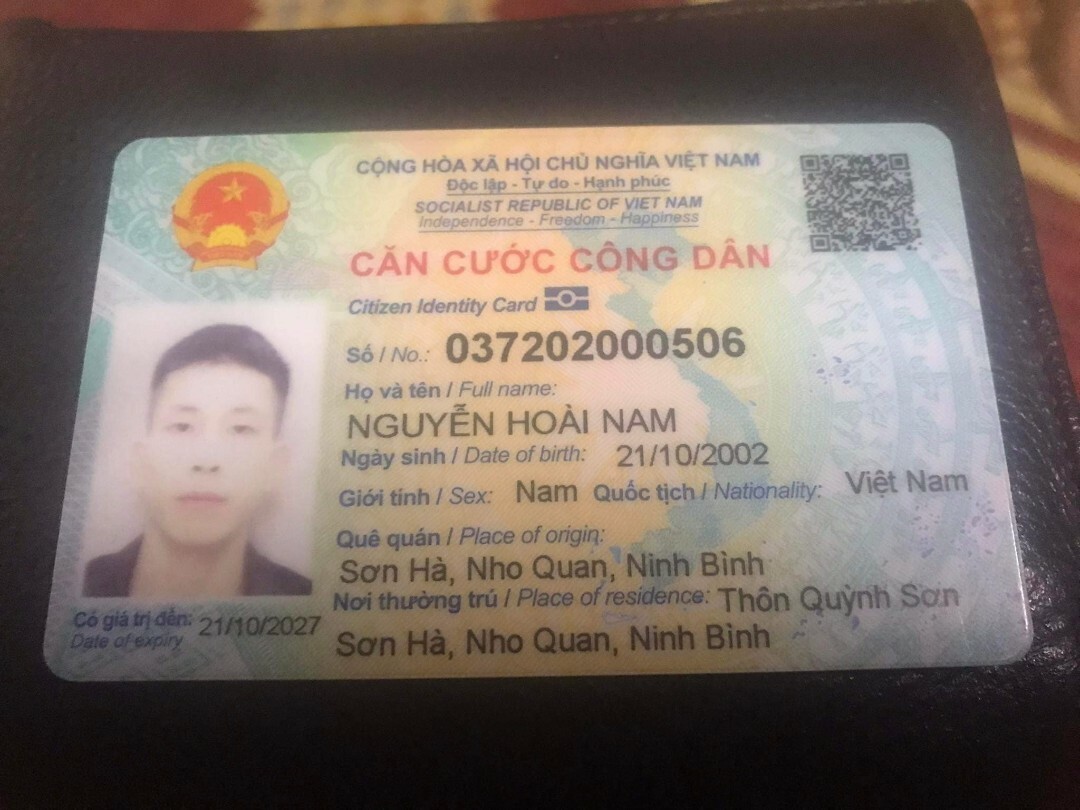 CỘNG HÒA XÃ HỘI CHỦ NGHĨA VIỆT NAM
Độc lập - Tự do - Hạnh phúc
SOCIALIST REPUBLIC OF VIET NAM
Independence - Freedom - Happiness
CĂN CƯỚC CÔNG DÂN
Citizen Identity Card
Số / No.: 037202000506
Họ và tên / Full name:
NGUYỄN HOÀI NAM
Ngày sinh / Date of birth: 21/10/2002
Giới tính / Sex: Nam Quốc tịch / Nationality: Việt Nam
Quê quán / Place of origin:
Sơn Hà, Nho Quan, Ninh Bình
Nơi thường trú / Place of residence: Thôn Quỳnh Sơn
Sơn Hà, Nho Quan, Ninh Bình
Có giá trị đến: 21/10/2027
Date of expiry